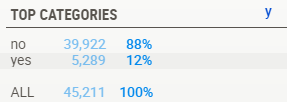 TOP CATEGORIES y
no 39,922 88%
yes 5,289 12%
ALL 45,211 100%